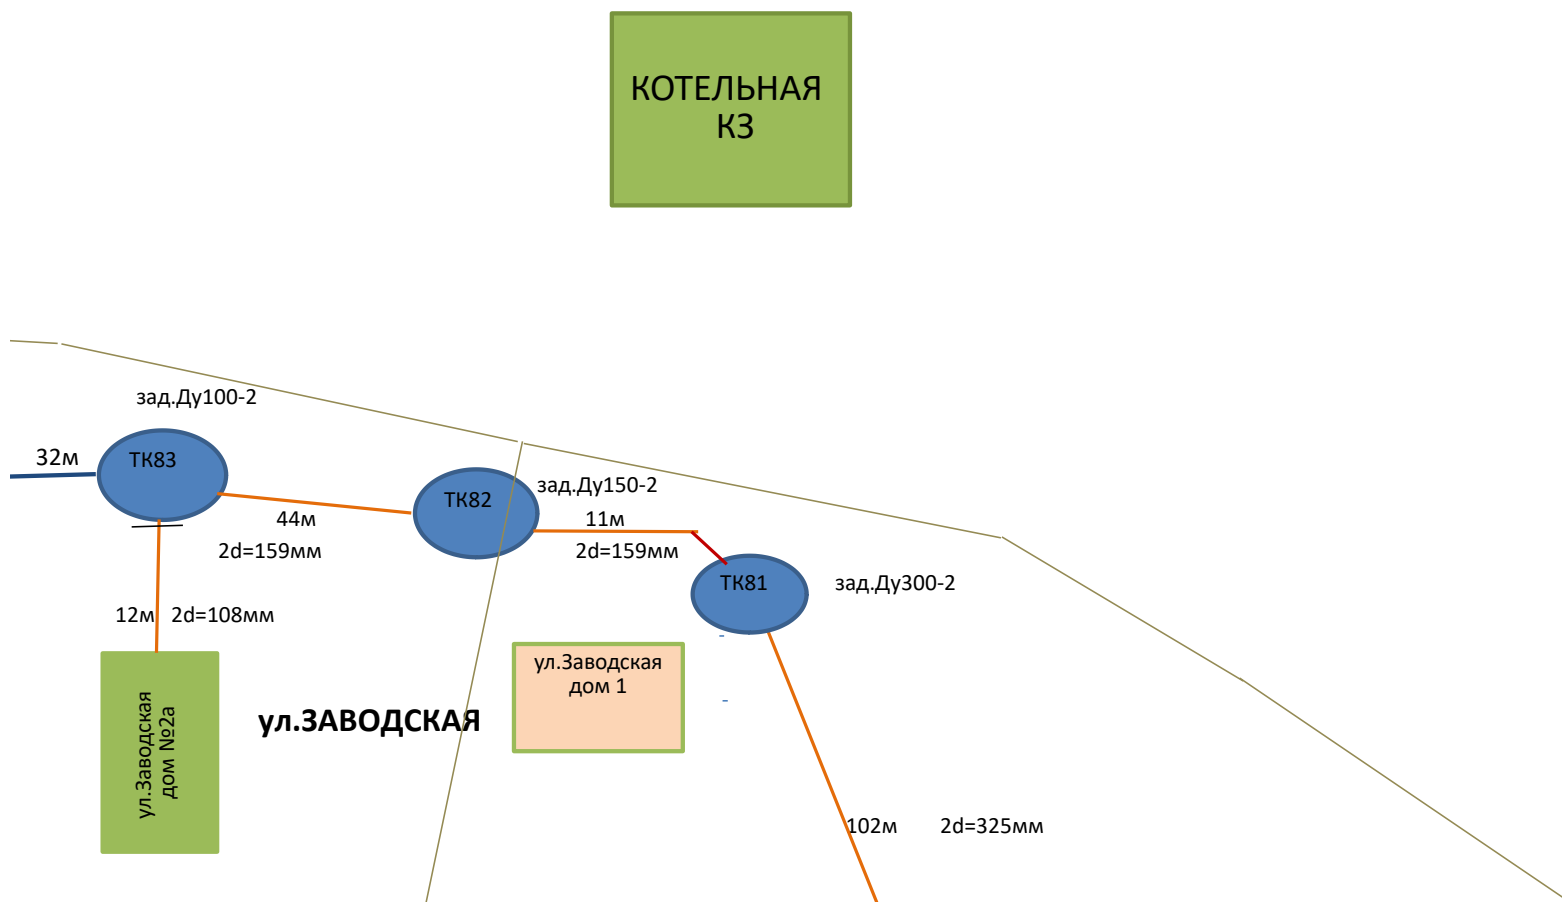 КОТЕЛЬНАЯ
КЗ
зад.Ду100-2
32м
ТК83
ТК82
зад.Ду150-2
44м
11м
2d=159мм
2d=159мм
ТК81
зад.Ду300-2
12м
2d=108мм
ул.Заводская
дом 1
ул.Заводская
дом №2а
ул.ЗАВОДСКАЯ
102м
2d=325мм